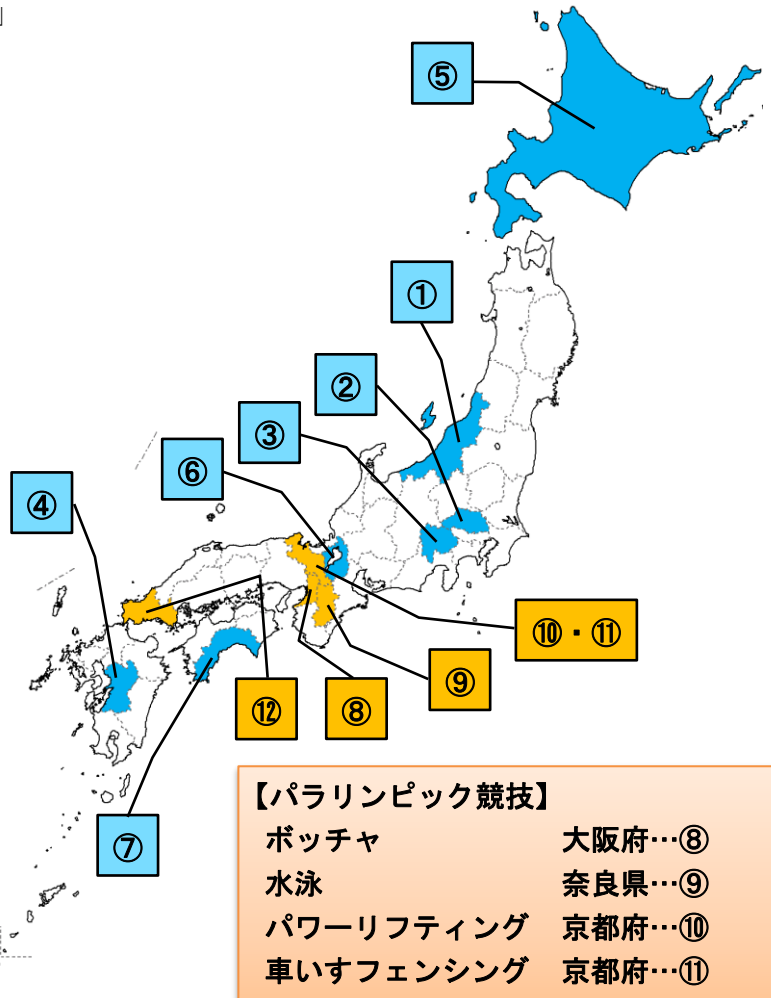 ⑤
①
②
③
⑥
④
⑩・⑪
⑨
⑫
⑧
⑦
【パラリンピック競技】
ボッチャ 大阪府…⑧
水泳 奈良県…⑨
パワーリフティング 京都府…⑩
車いすフェンシング 京都府…⑪